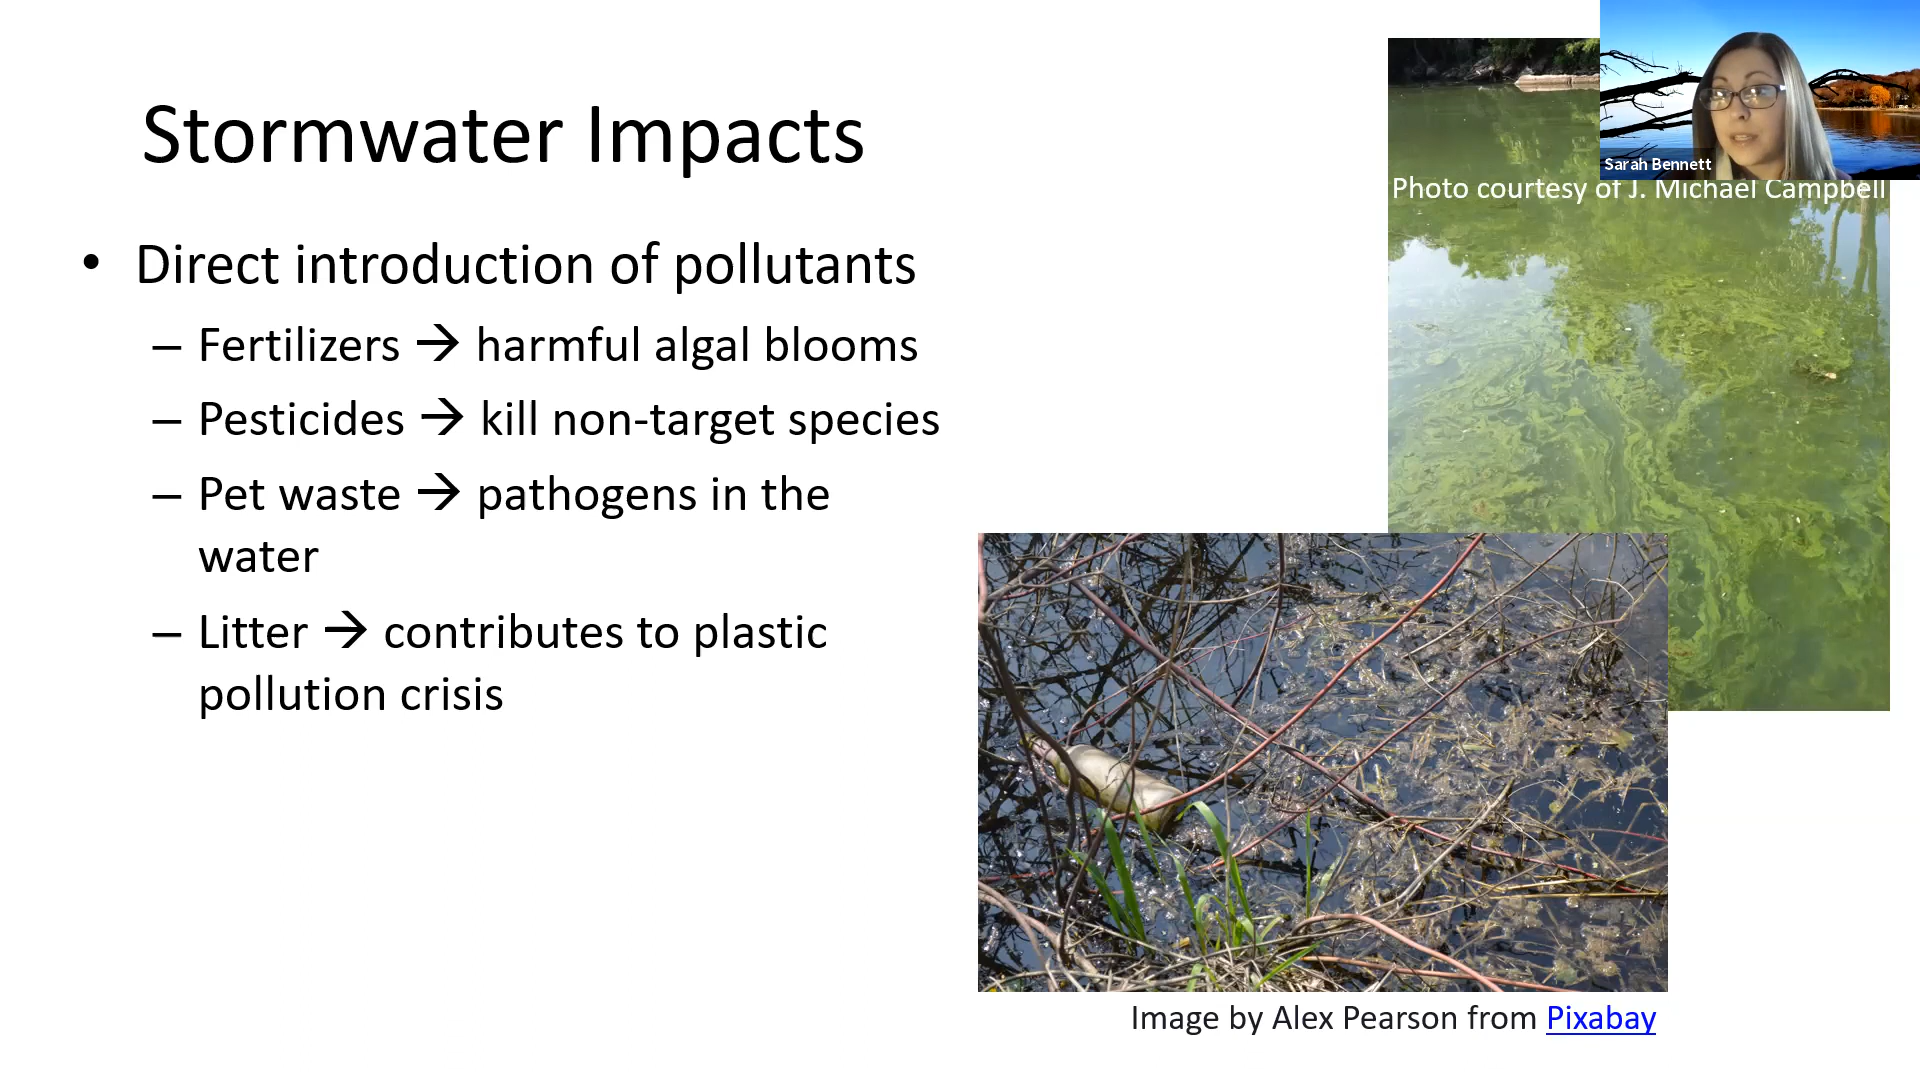 Stormwater Impacts
• Direct introduction of pollutants
– Fertilizers → harmful algal blooms
– Pesticides → kill non-target species
– Pet waste → pathogens in the
water
– Litter → contributes to plastic
pollution crisis
Sarah Bennett
Photo courtesy of J. Michael Campbell
Image by Alex Pearson from Pixabay